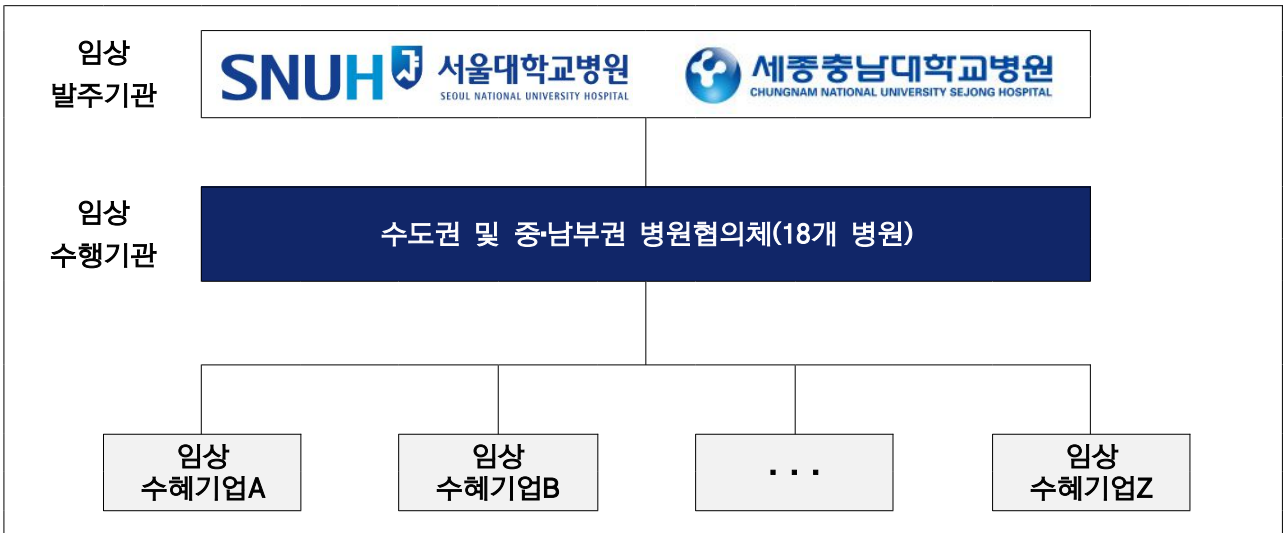 임상
발주기관
SNUH 서울대학교병원
SEOUL NATIONAL UNIVERSITY HOSPITAL
세종충남대학교병원
CHUNGNAM NATIONAL UNIVERSITY SEJONG HOSPITAL
임상
수행기관
수도권 및 중·남부권 병원협의체(18개 병원)
임상
수혜기업A
임상
수혜기업B
· · ·
임상
수혜기업Z